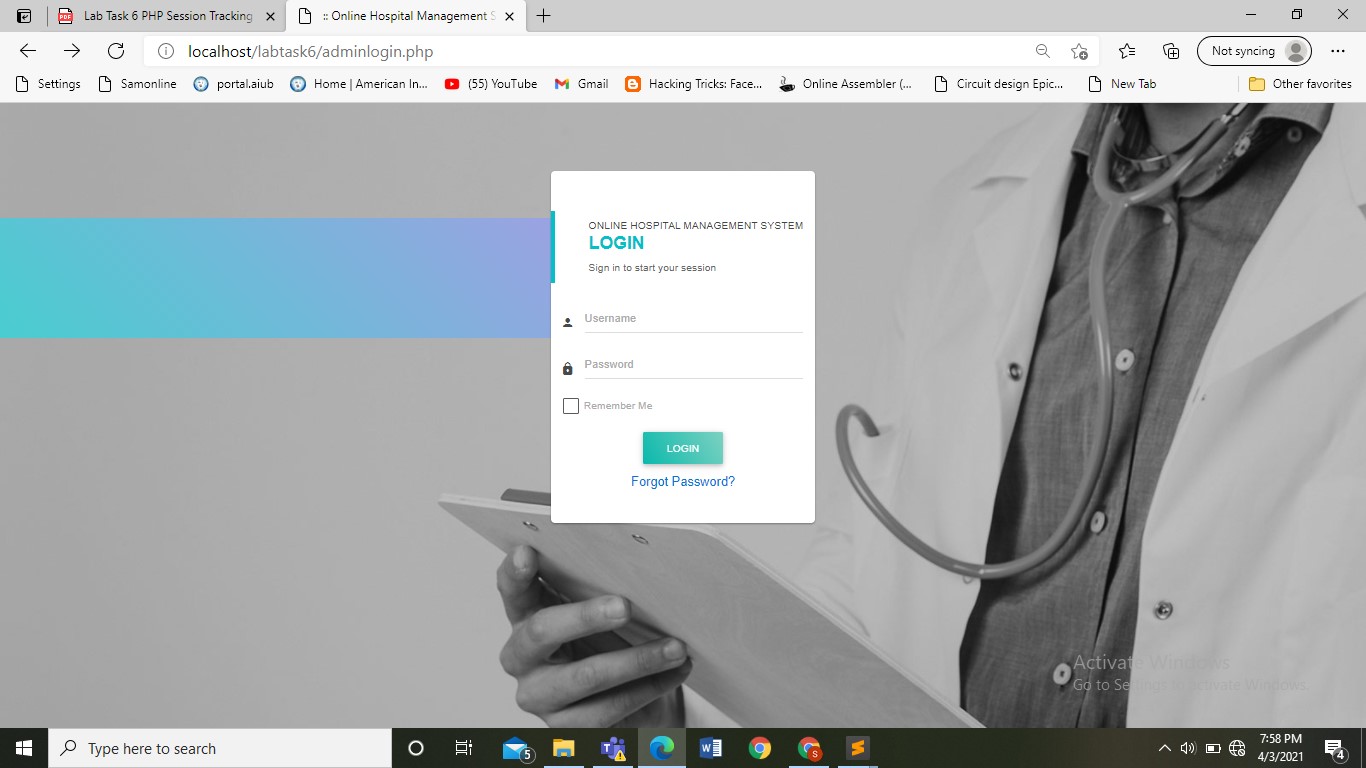 Lab Task 6 PHP Session Tracking
:: Online Hospital Management S
localhost/labtask6/adminlogin.php
Not syncing
Settings
Samonline
portal.aiub
Home | American In...
(55) YouTube
Gmail
Hacking Tricks: Face...
Online Assembler (...
Circuit design Epic...
New Tab
Other favorites
ONLINE HOSPITAL MANAGEMENT SYSTEM
LOGIN
Sign in to start your session
Username
Password
Remember Me
LOGIN
Forgot Password?
Activate Windows
Go to Settings to activate Windows.
Type here to search
5
7:58 PM
4/3/2021
4